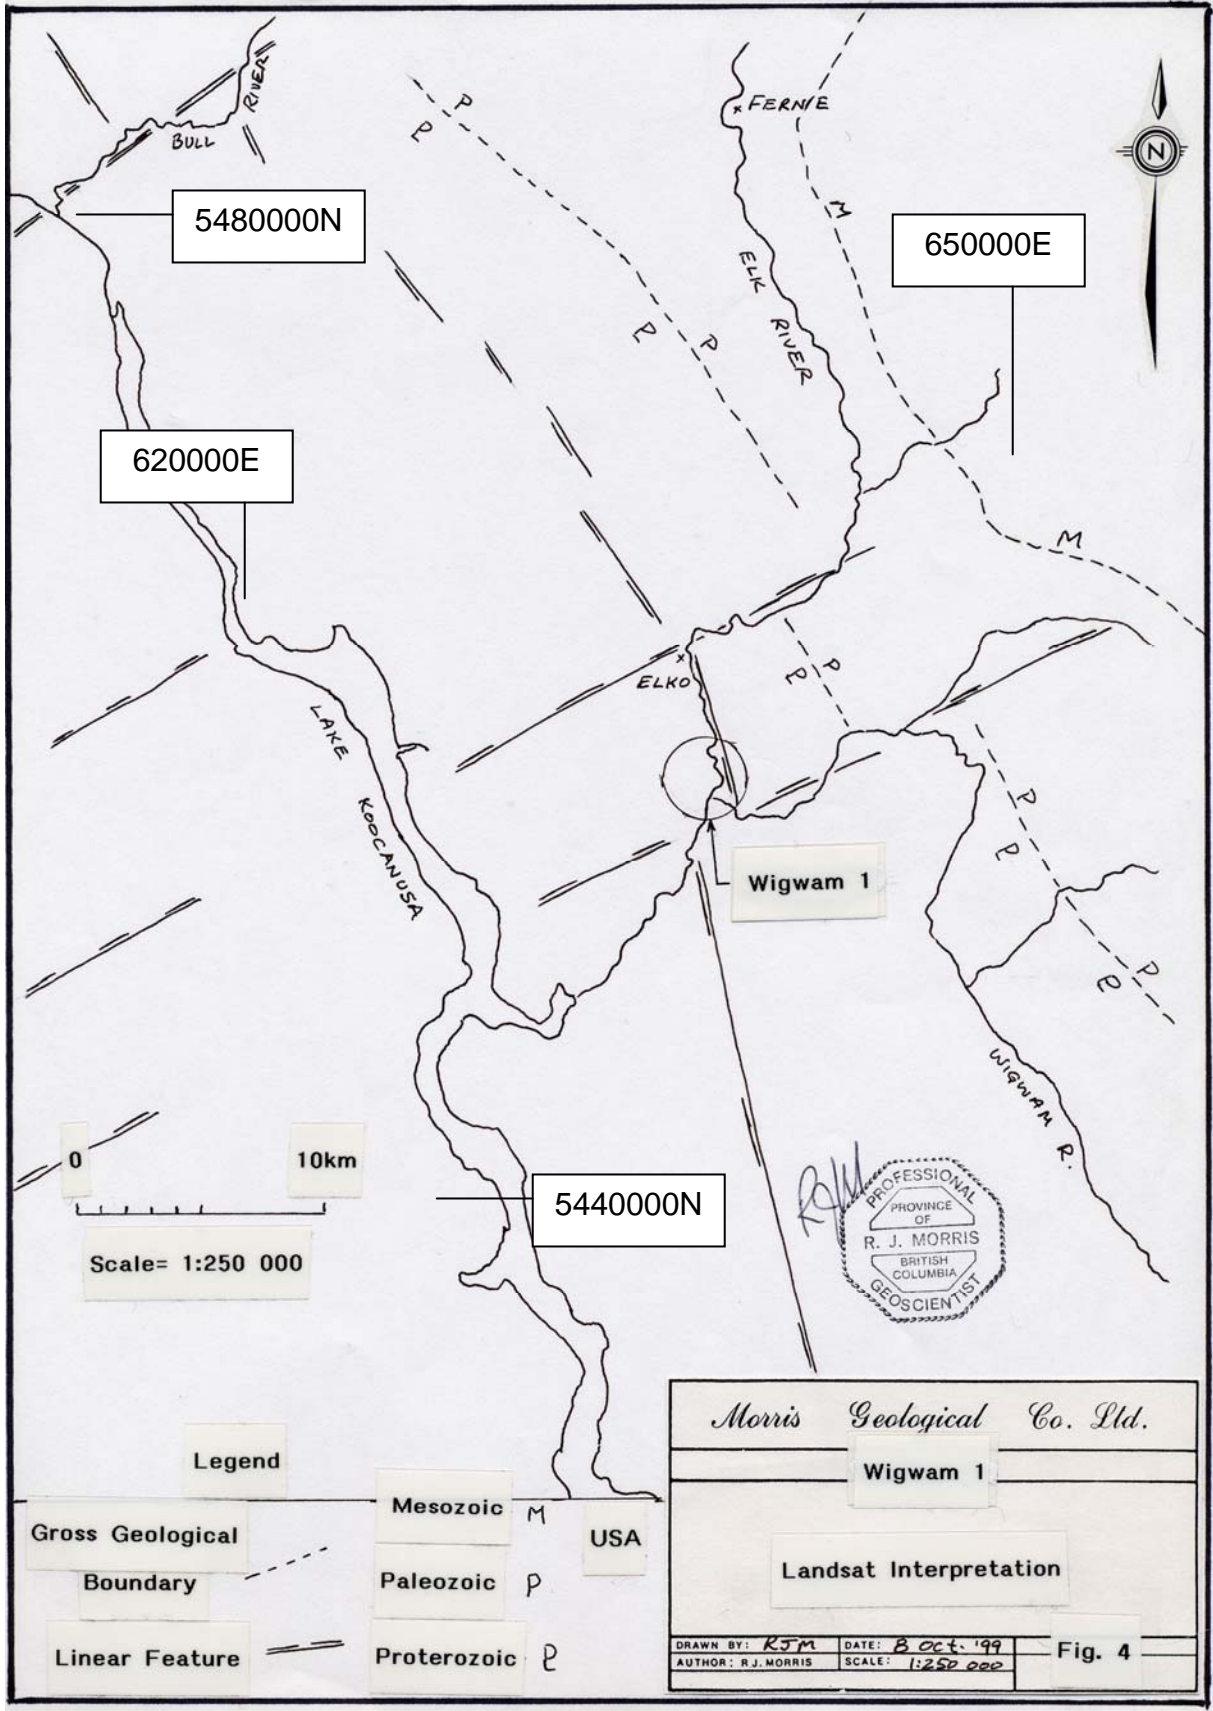 BULL
RIVER
FERNIE
P
P
5480000N
M
650000E
ELK
RIVER
P
P
620000E
M
ELKO
P
P
LAKE
KOOCANUSA
P
P
Wigwam 1
P
P
WIGWAM R.
N
0
10km
Scale= 1:250 000
5440000N
RJM
PROFESSIONAL
PROVINCE
OF
R. J. MORRIS
BRITISH
COLUMBIA
GEOSCIENTIST
Legend
Gross Geological
Boundary
Linear Feature
Mesozoic M
Paleozoic P
Proterozoic P
USA
Morris Geological Co. Ltd.
Wigwam 1
Landsat Interpretation
DRAWN BY: RJM
DATE: 8 Oct. '99
AUTHOR: R.J. MORRIS
SCALE: 1:250 000
Fig. 4